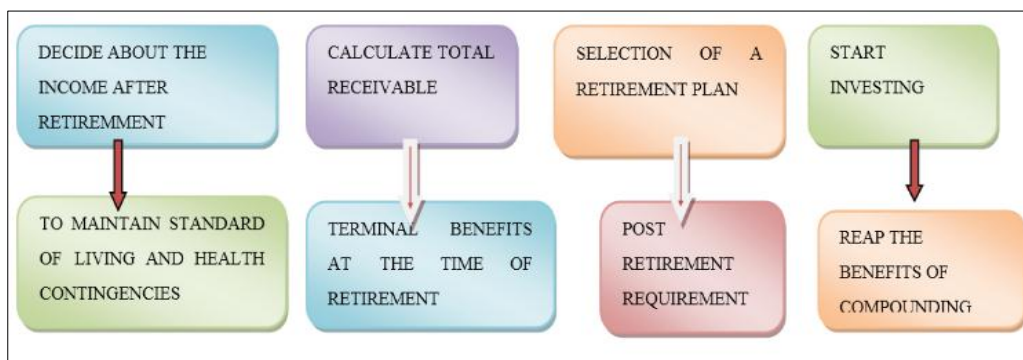 DECIDE ABOUT THE
INCOME AFTER
RETIREMMENT
CALCULATE TOTAL
RECEIVABLE
SELECTION OF A
RETIREMENT PLAN
START
INVESTING
TO MAINTAIN STANDARD
OF LIVING AND HEALTH
CONTINGENCIES
TERMINAL BENEFITS
AT THE TIME OF
RETIREMENT
POST
RETIREMENT
REQUIREMENT
REAP THE
BENEFITS OF
COMPOUNDING